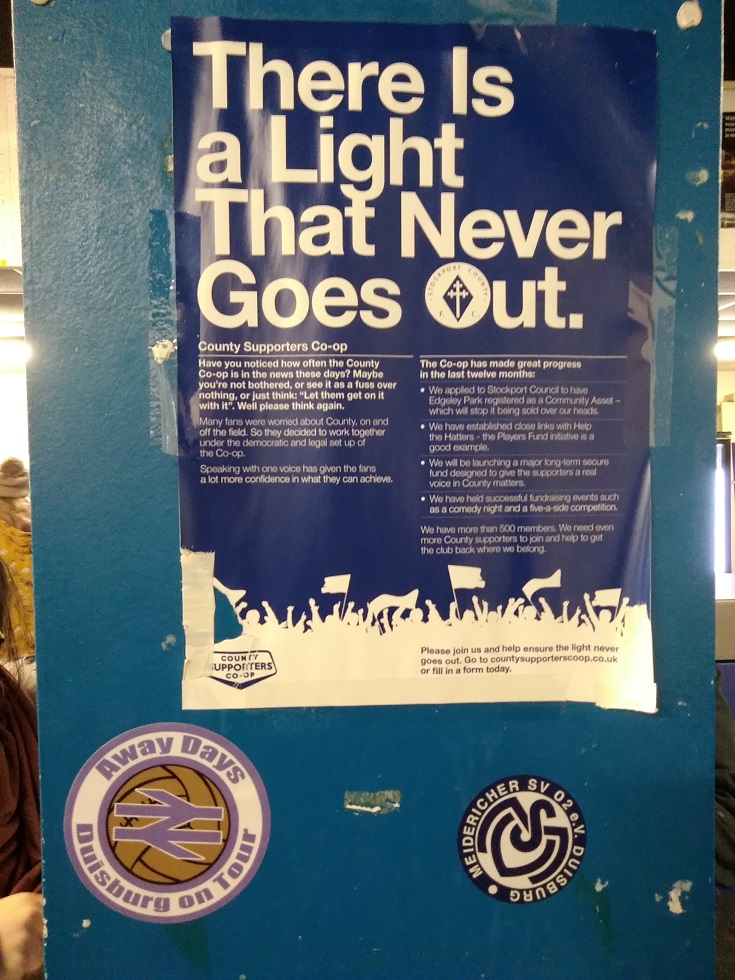 There Is
a Light
That Never
Goes Out.
STOCKPORT COUNTY
F. C.
County Supporters Co-op
Have you noticed how often the County
Co-op is in the news these days? Maybe
you're not bothered, or see it as a fuss over
nothing, or just think: “Let them get on it
with it”. Well please think again.
Many fans were worried about County, on and
off the field. So they decided to work together
under the democratic and legal set up of
the Co-op.
Speaking with one voice has given the fans
a lot more confidence in what they can achieve.
The Co-op has made great progress
in the last twelve months:
• We applied to Stockport Council to have
Edgeley Park registered as a Community Asset –
which will stop it being sold over our heads.
• We have established close links with Help
the Hatters - the Players Fund initiative is a
good example.
• We will be launching a major long-term secure
fund designed to give the supporters a real
voice in County matters.
• We have held successful fundraising events such
as a comedy night and a five-a-side competition.
We have more than 500 members. We need even
more County supporters to join and help to get
the club back where we belong.
COUNTY
SUPPORTERS
CO-OP
Please join us and help ensure the light never
goes out. Go to countysupporterscoop.co.uk
or fill in a form today.
Away Days
Duisburg on Tour
MEIDERICHER SV 02 e.V. DUISBURG